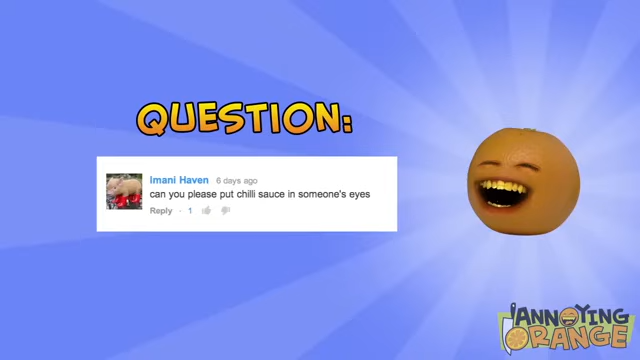 QUESTION:
Imani Haven 6 days ago
can you please put chilli sauce in someone's eyes
Reply · 1
ANNOYING
ORANGE